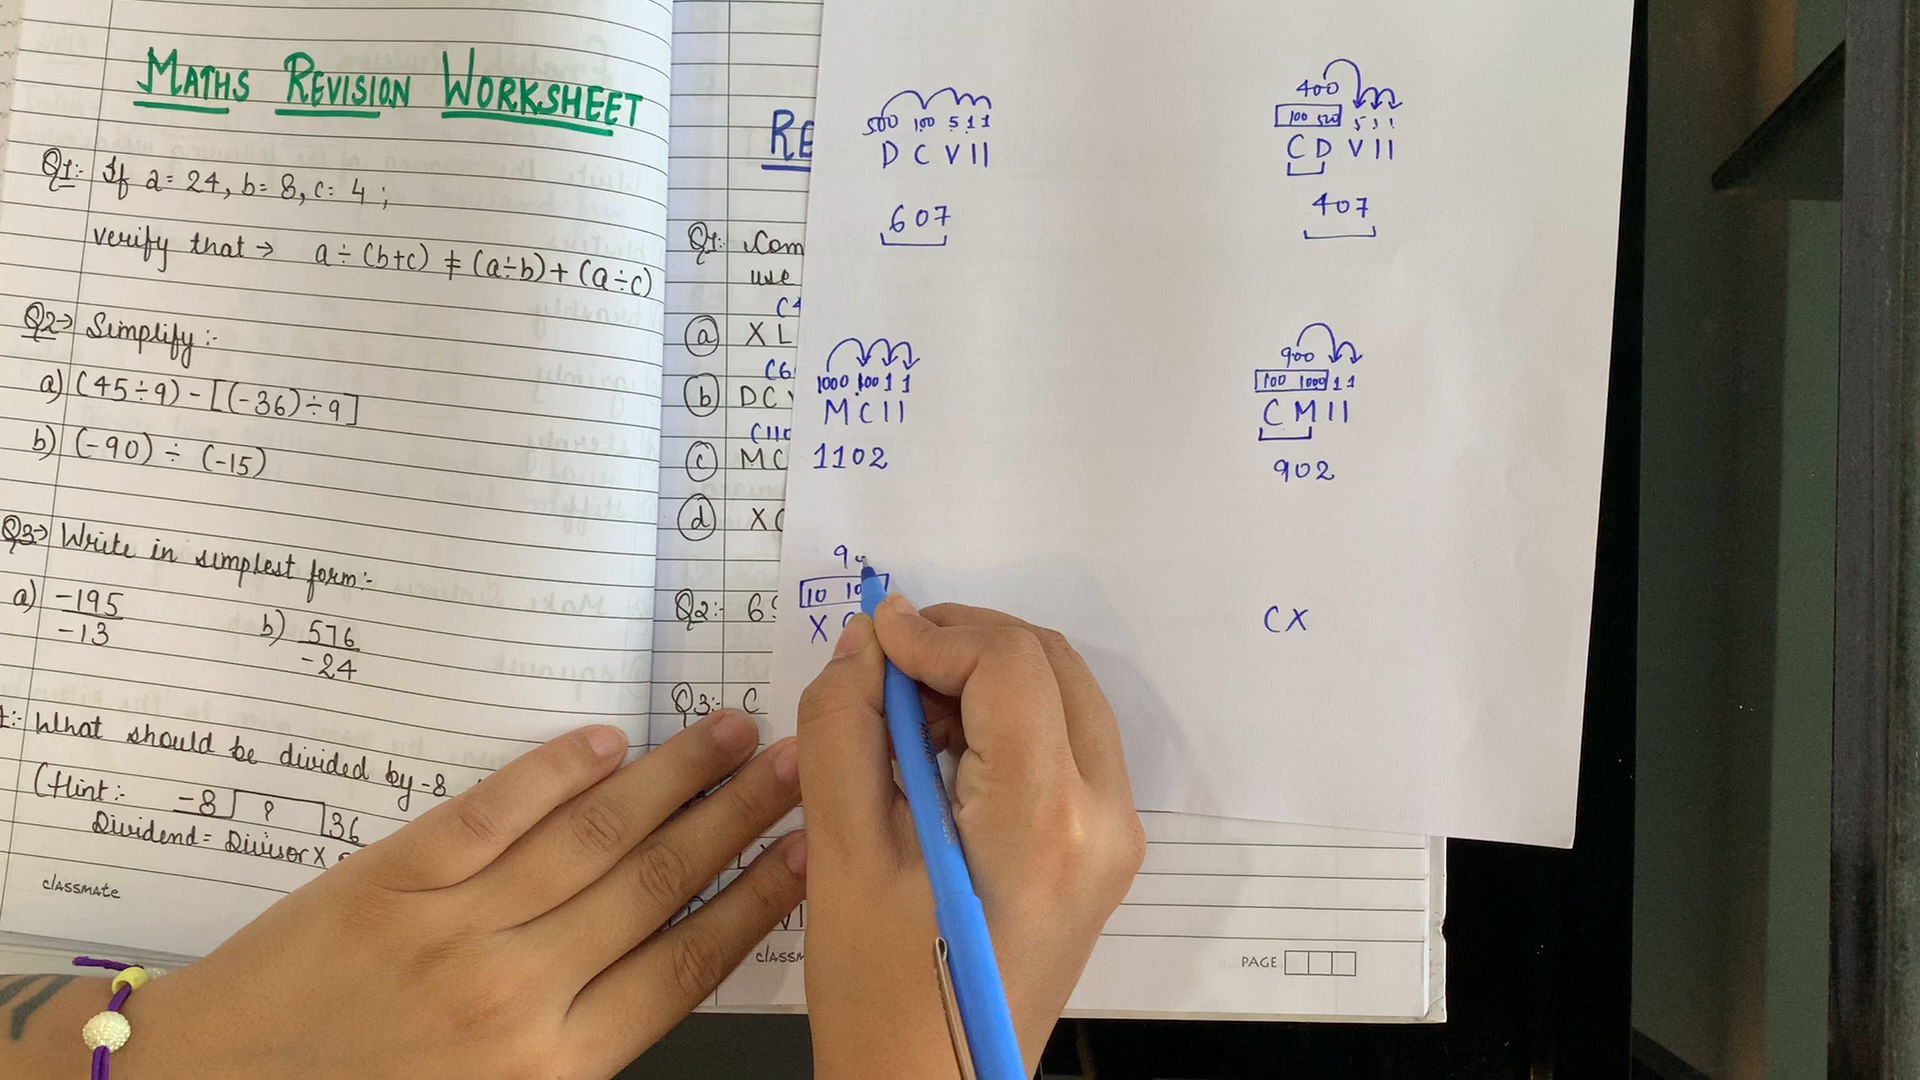 MATHS REVISION WORKSHEET
Q1:- If a = 24, b = 8, c = 4 ;
verify that → a ÷ (b+c) ≠ (a÷b) + (a÷c)
Q2→ Simplify :-
a) (45÷9) - [(-36) ÷ 9]
b) (-90) ÷ (-15)
Q3→ Write in simplest form:-
a) -195
-13
b) 576
-24
What should be divided by -8
(Hint:- -8 ? 36
Dividend = Divisor X
classmate
RE
Q1:-
use
(a) XL
(b) DC
(c) MC
(d) X
Q2:- 6
Q3:- C
500 100 5 1 1
D C V I I
607
400
100 500 5 1 1
C D V I I
407
1000 100 1 1
M C I I
1102
900
100 1000 1 1
C M I I
902
9
10
X
C X
PAGE